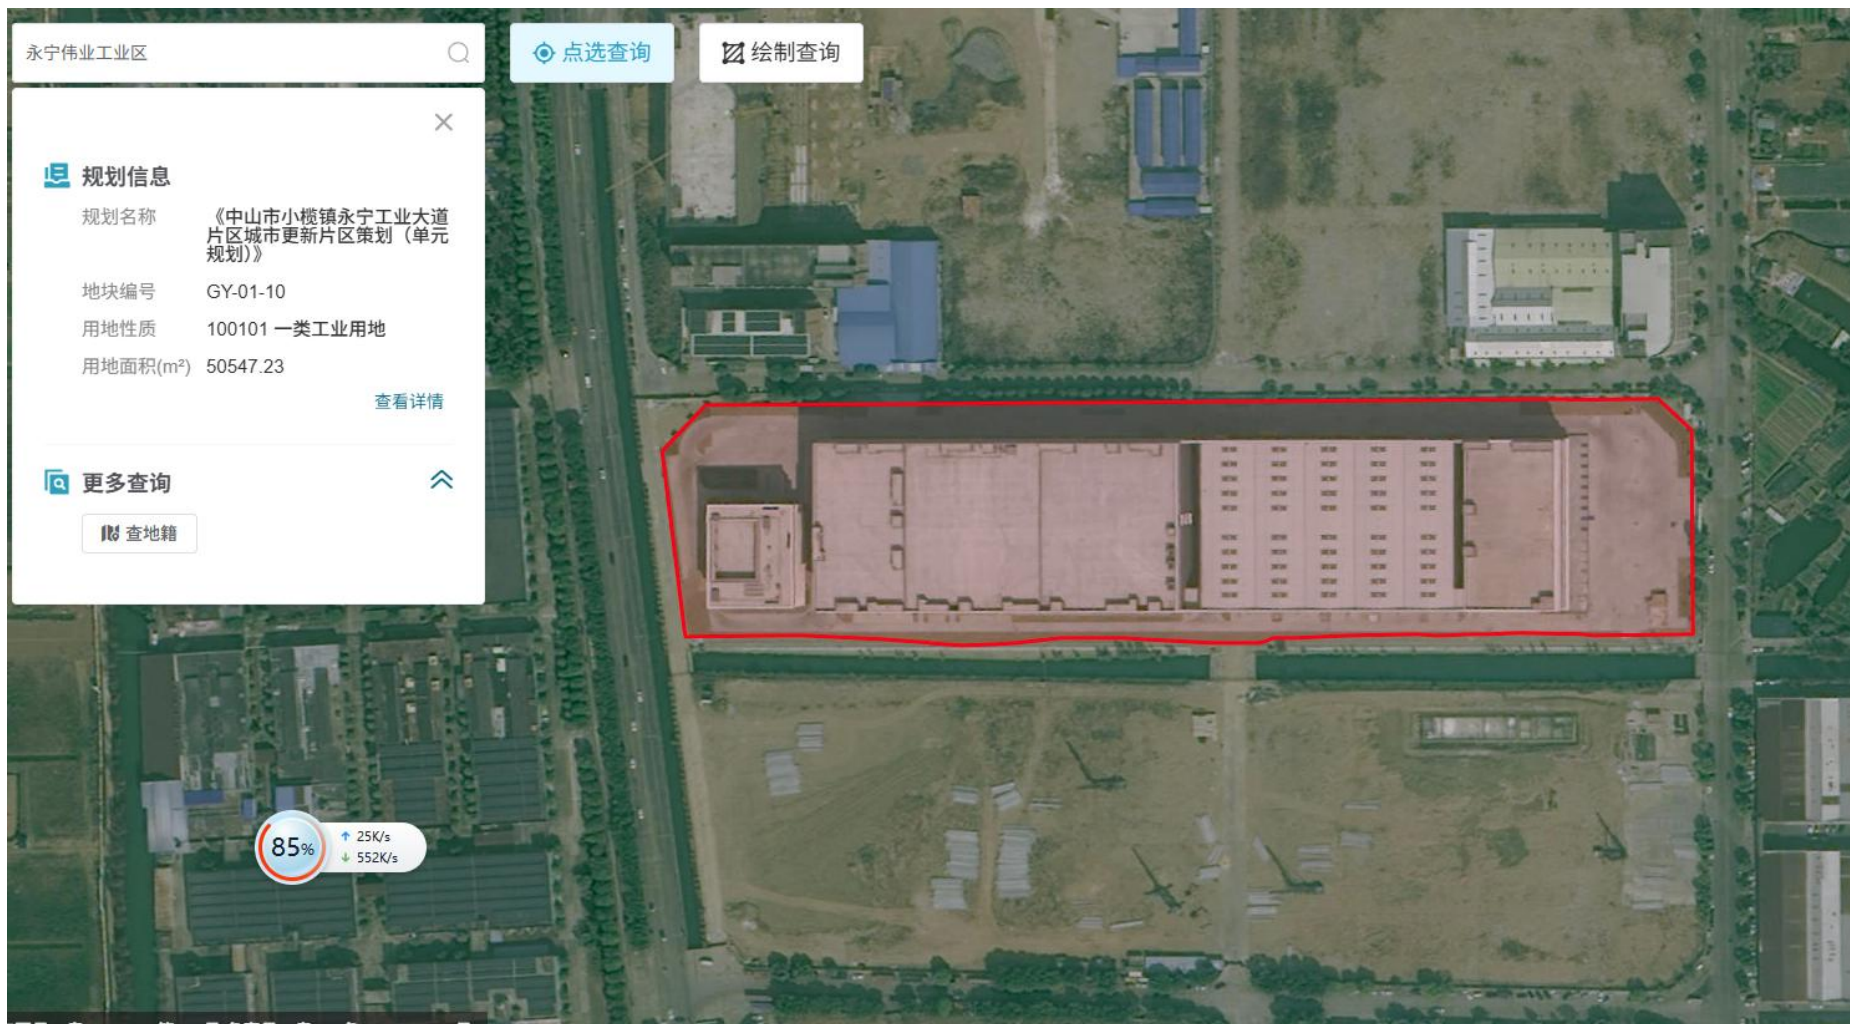 永宁伟业工业区
点选查询
绘制查询
规划信息
规划名称 《中山市小榄镇永宁工业大道
片区城市更新片区策划（单元
规划）》
地块编号 GY-01-10
用地性质 100101 一类工业用地
用地面积(m²) 50547.23
查看详情
更多查询
查地籍
85%
25K/s
552K/s